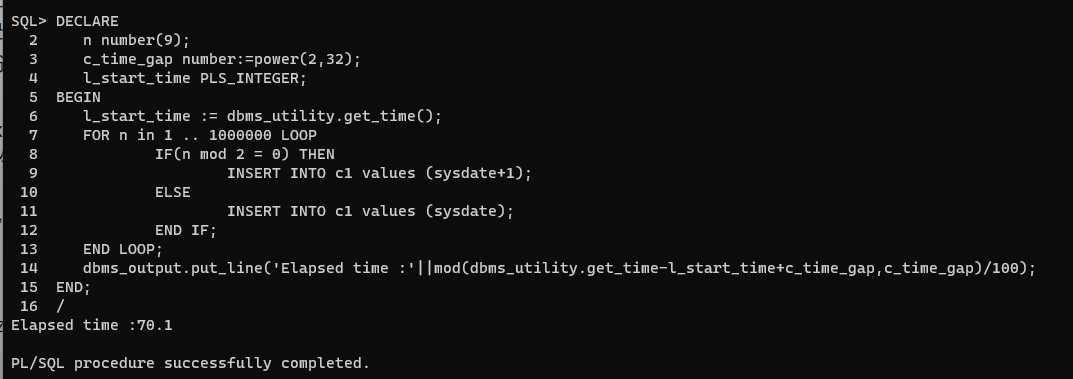 SQL> DECLARE
  2     n number(9);
  3     c_time_gap number:=power(2,32);
  4     l_start_time PLS_INTEGER;
  5  BEGIN
  6     l_start_time := dbms_utility.get_time();
  7     FOR n in 1 .. 1000000 LOOP
  8             IF(n mod 2 = 0) THEN
  9                     INSERT INTO c1 values (sysdate+1);
 10             ELSE
 11                     INSERT INTO c1 values (sysdate);
 12             END IF;
 13     END LOOP;
 14     dbms_output.put_line('Elapsed time :'||mod(dbms_utility.get_time-l_start_time+c_time_gap,c_time_gap)/100);
 15  END;
 16  /
Elapsed time :70.1
PL/SQL procedure successfully completed.